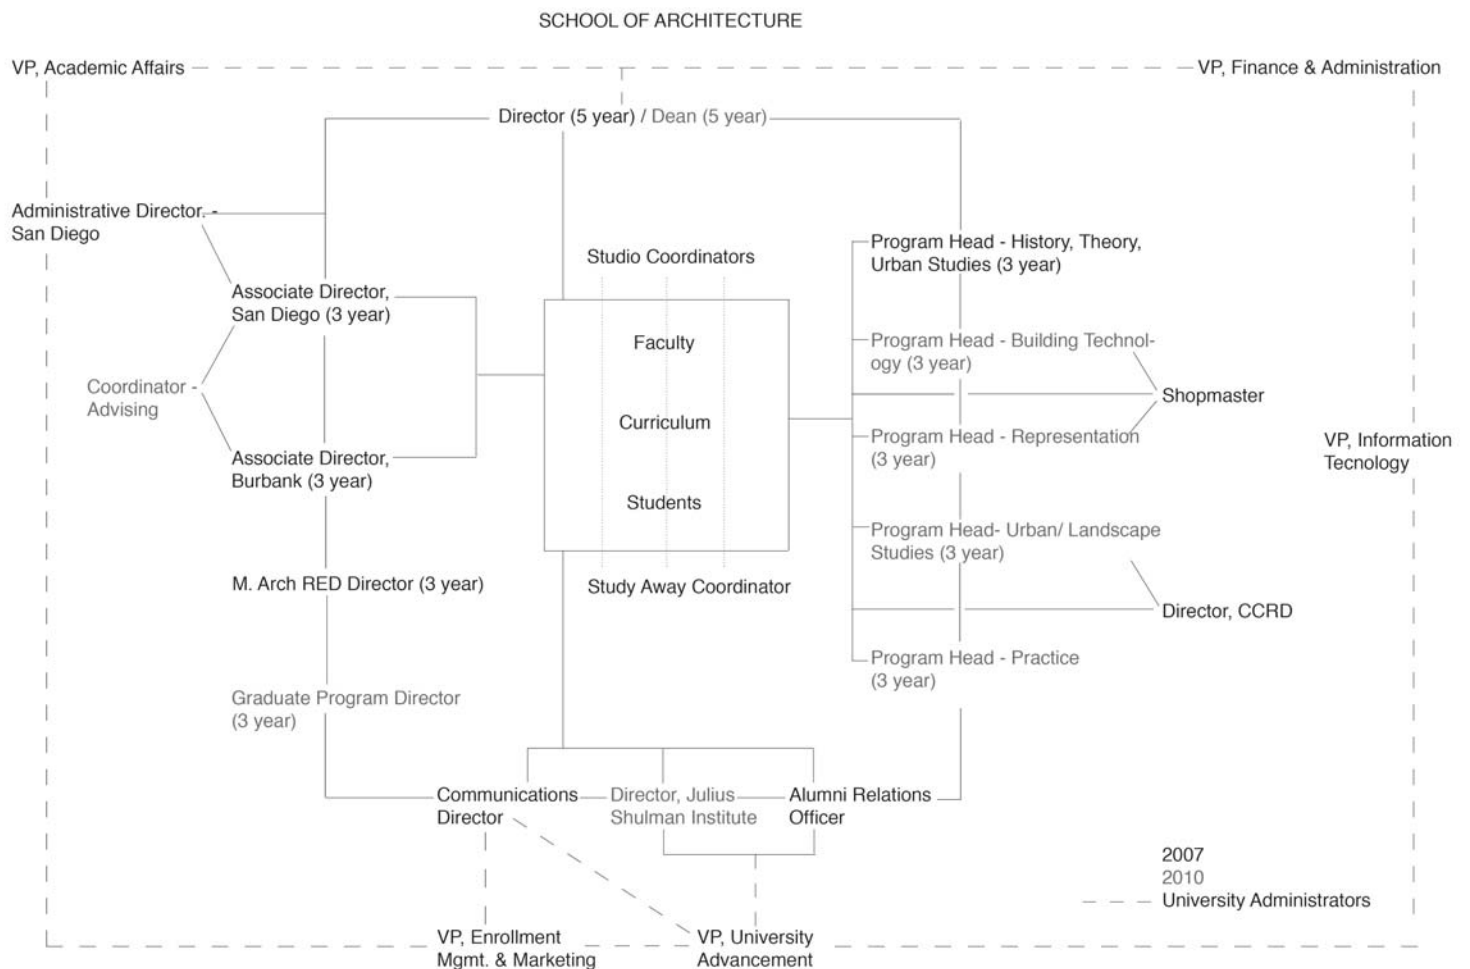 SCHOOL OF ARCHITECTURE
VP, Academic Affairs
VP, Finance & Administration
Director (5 year) / Dean (5 year)
Administrative Director. -
San Diego
Studio Coordinators
Program Head - History, Theory,
Urban Studies (3 year)
Associate Director,
San Diego (3 year)
Faculty
Program Head - Building Technol-
ogy (3 year)
Coordinator -
Advising
Shopmaster
Curriculum
Program Head - Representation
(3 year)
VP, Information
Tecnology
Associate Director,
Burbank (3 year)
Students
Program Head- Urban/ Landscape
Studies (3 year)
M. Arch RED Director (3 year)
Study Away Coordinator
Director, CCRD
Program Head - Practice
(3 year)
Graduate Program Director
(3 year)
Communications
Director
Director, Julius
Shulman Institute
Alumni Relations
Officer
2007
2010
University Administrators
VP, Enrollment
Mgmt. & Marketing
VP, University
Advancement